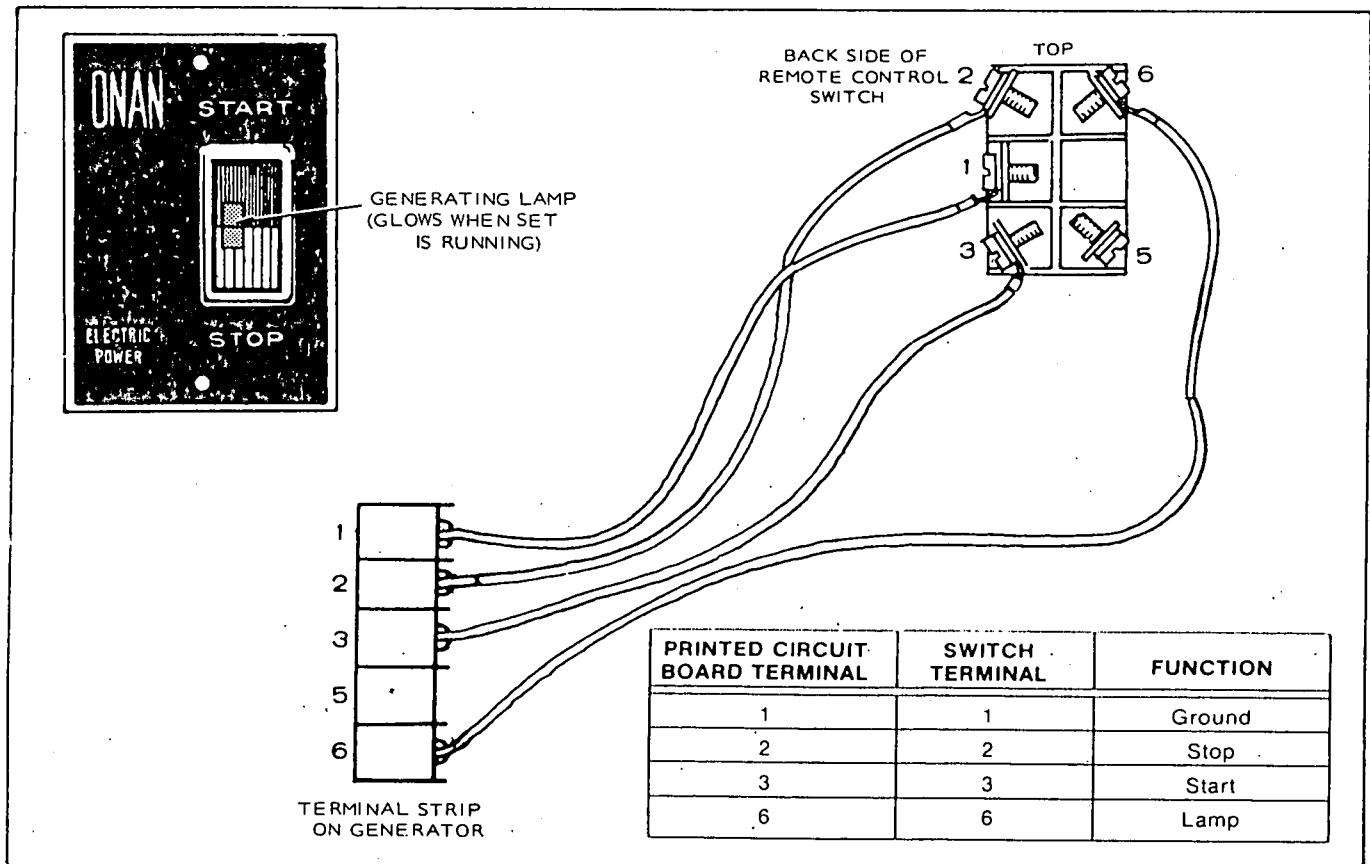 ONAN
START
STOP
ELECTRIC
POWER
GENERATING LAMP
(GLOWS WHEN SET
IS RUNNING)
BACK SIDE OF
REMOTE CONTROL
SWITCH
TOP
2
6
1
3
5
1
2
3
5
6
TERMINAL STRIP
ON GENERATOR
PRINTED CIRCUIT BOARD TERMINAL SWITCH TERMINAL FUNCTION
1 1 Ground
2 2 Stop
3 3 Start
6 6 Lamp